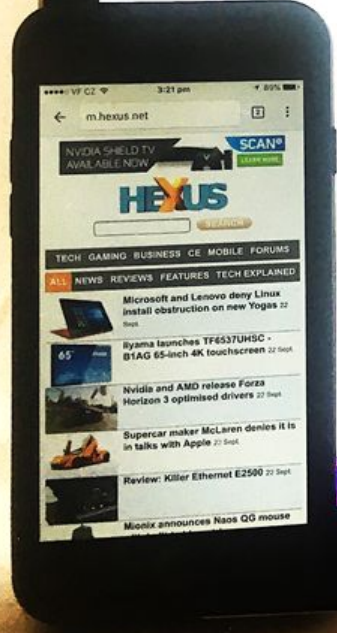 VF CZ 3:21 pm 89%
m.hexus.net 2
NVIDIA SHIELD TV
AVAILABLE NOW
SCAN
LEARN MORE
HEXUS
SEARCH
TECH GAMING BUSINESS CE MOBILE FORUMS
ALL NEWS REVIEWS FEATURES TECH EXPLAINED
Microsoft and Lenovo deny Linux
install obstruction on new Yogas 22
Sept
65"
iiyama launches TF6537UHSC -
B1AG 65-inch 4K touchscreen 22 Sept
Nvidia and AMD release Forza
Horizon 3 optimised drivers 22 Sept
Supercar maker McLaren denies it is
in talks with Apple 22 Sept
Review: Killer Ethernet E2500 22 Sept
Mionix announces Naos QG mouse